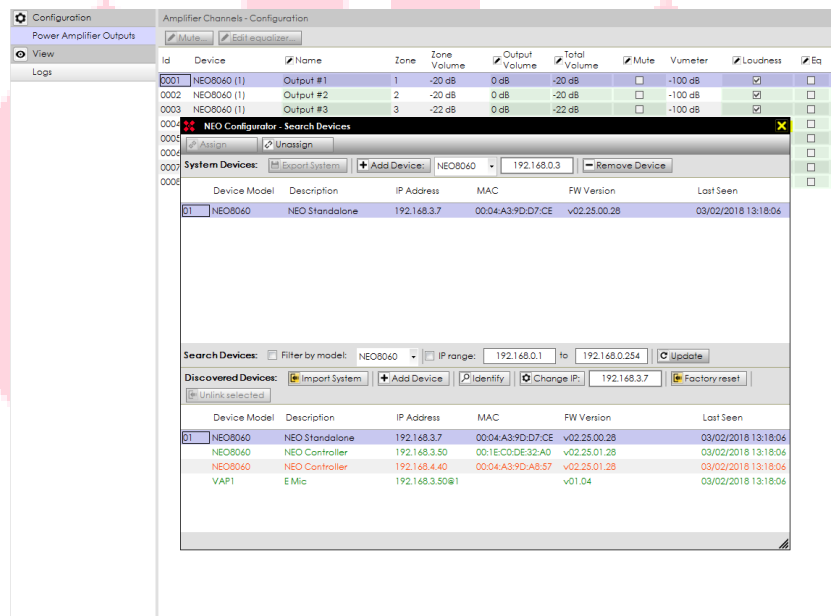 Configuration
Power Amplifier Outputs
View
Logs
Amplifier Channels - Configuration
Mute... Edit equalizer...
Id Device Name Zone Zone Volume Output Volume Total Volume Mute Vumeter Loudness Eq
0001 NEO8060 (1) Output #1 1 -20 dB 0 dB -20 dB -100 dB
0002 NEO8060 (1) Output #2 2 -20 dB 0 dB -20 dB -100 dB
0003 NEO8060 (1) Output #3 3 -22 dB 0 dB -22 dB -100 dB
0004
0005
0006
0007
0008
NEO Configurator - Search Devices
Assign Unassign
System Devices: Export System Add Device: NEO8060 192.168.0.3 Remove Device
Device Model Description IP Address MAC FW Version Last Seen
01 NEO8060 NEO Standalone 192.168.3.7 00:04:A3:9D:D7:CE v02.25.00.28 03/02/2018 13:18:06
Search Devices: Filter by model: NEO8060 IP range: 192.168.0.1 to 192.168.0.254 Update
Discovered Devices: Import System Add Device Identify Change IP: 192.168.3.7 Factory reset
Unlink selected
Device Model Description IP Address MAC FW Version Last Seen
01 NEO8060 NEO Standalone 192.168.3.7 00:04:A3:9D:D7:CE v02.25.00.28 03/02/2018 13:18:06
NEO8060 NEO Controller 192.168.3.50 00:1E:C0:DE:32:A0 v02.25.01.28 03/02/2018 13:18:06
NEO8060 NEO Controller 192.168.4.40 00:04:A3:9D:A8:57 v02.25.01.28 03/02/2018 13:18:06
VAP1 E Mic 192.168.3.50@1 v01.04 03/02/2018 13:18:06